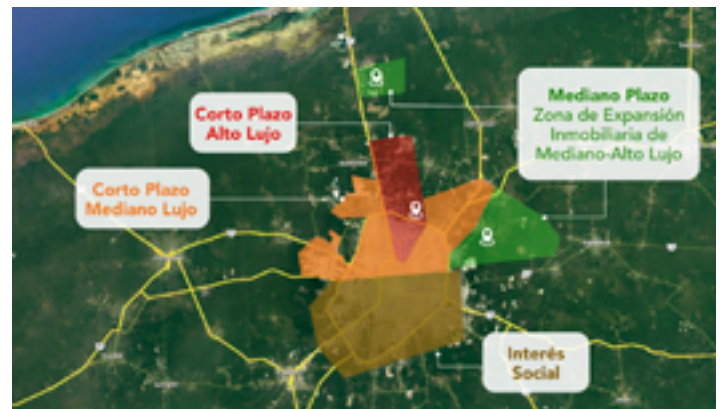 Corto Plazo
Alto Lujo
Mediano Plazo
Zona de Expansión
Inmobiliaria de
Mediano-Alto Lujo
Corto Plazo
Mediano Lujo
Interés
Social